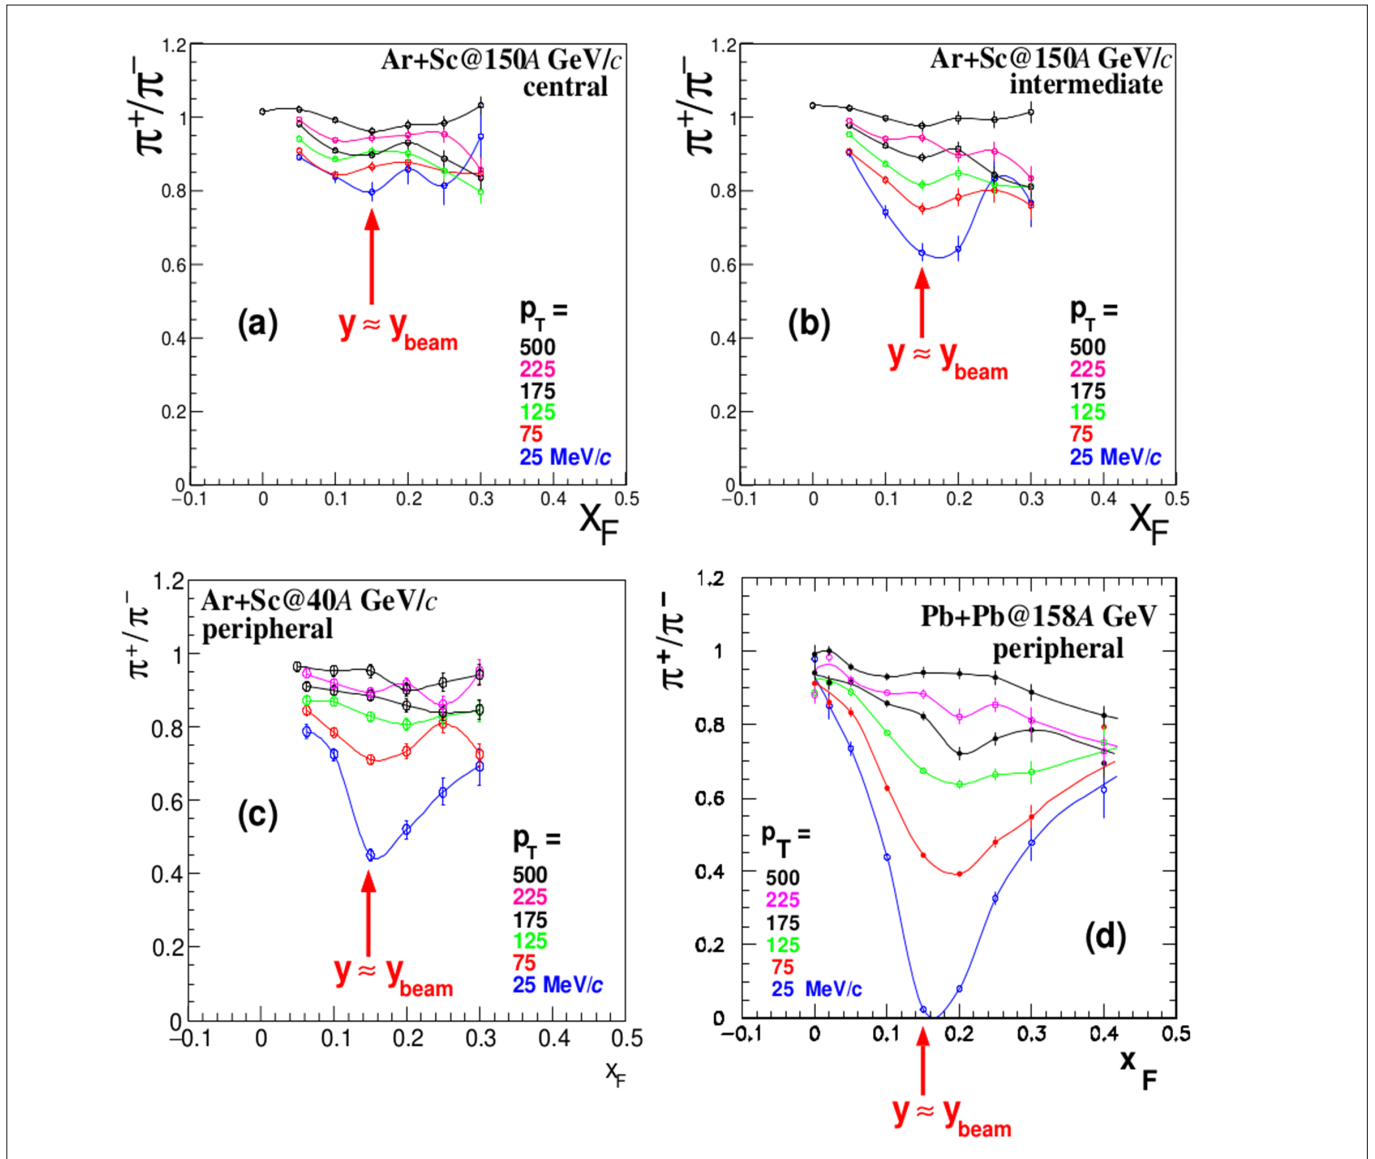 Ar+Sc@150A GeV/c
central
π+/π−
1.2
1
0.8
0.6
0.4
0.2
0
−0.1
0
0.1
0.2
0.3
0.4
0.5
xF
(a)
y ≈ ybeam
pT =
500
225
175
125
75
25 MeV/c
Ar+Sc@150A GeV/c
intermediate
π+/π−
1.2
1
0.8
0.6
0.4
0.2
0
−0.1
0
0.1
0.2
0.3
0.4
0.5
xF
(b)
y ≈ ybeam
pT =
500
225
175
125
75
25 MeV/c
Ar+Sc@40A GeV/c
peripheral
π+/π−
1.2
1
0.8
0.6
0.4
0.2
0
−0.1
0
0.1
0.2
0.3
0.4
0.5
xF
(c)
y ≈ ybeam
pT =
500
225
175
125
75
25 MeV/c
Pb+Pb@158A GeV
peripheral
π+/π−
1.2
1
0.8
0.6
0.4
0.2
0
−0.1
0
0.1
0.2
0.3
0.4
0.5
xF
(d)
pT =
500
225
175
125
75
25 MeV/c
y ≈ ybeam